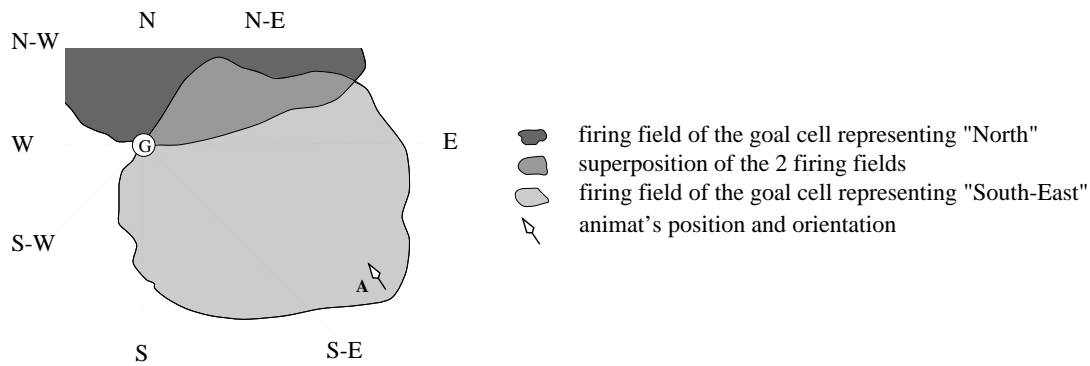 N
N-E
N-W
W
G
E
S-W
A
S
S-E
firing field of the goal cell representing "North"
superposition of the 2 firing fields
firing field of the goal cell representing "South-East"
animat's position and orientation